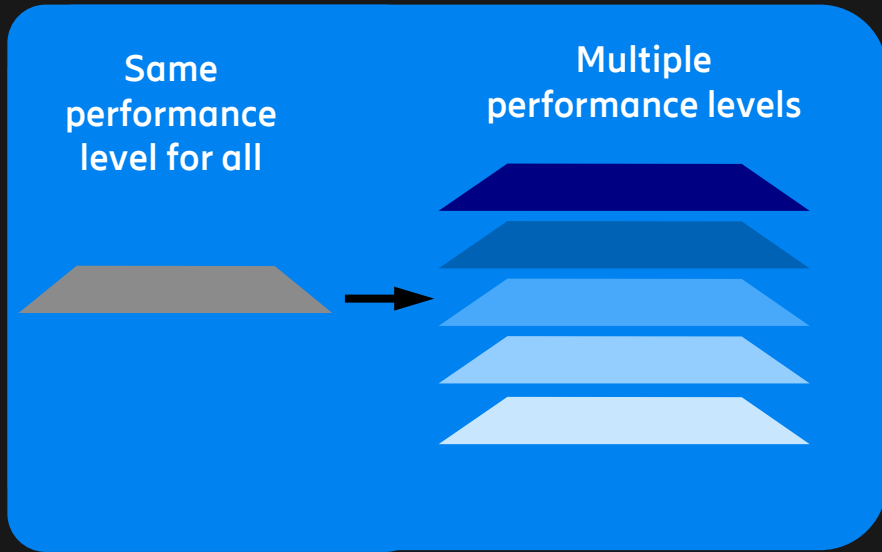 Same
performance
level for all
Multiple
performance levels